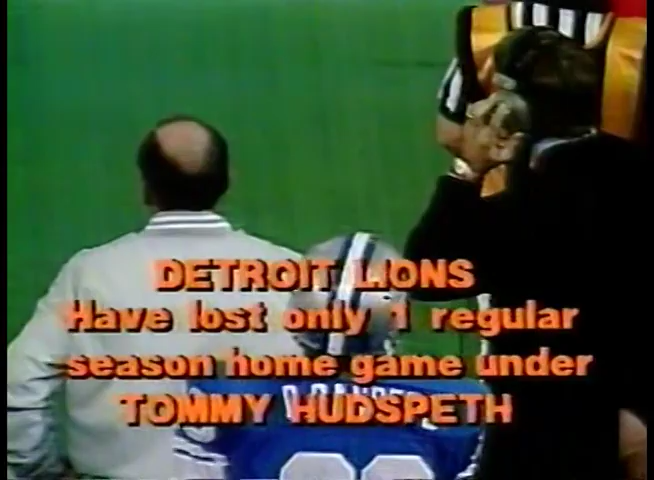 DETROIT LIONS
Have lost only 1 regular
season home game under
TOMMY HUDSPETH